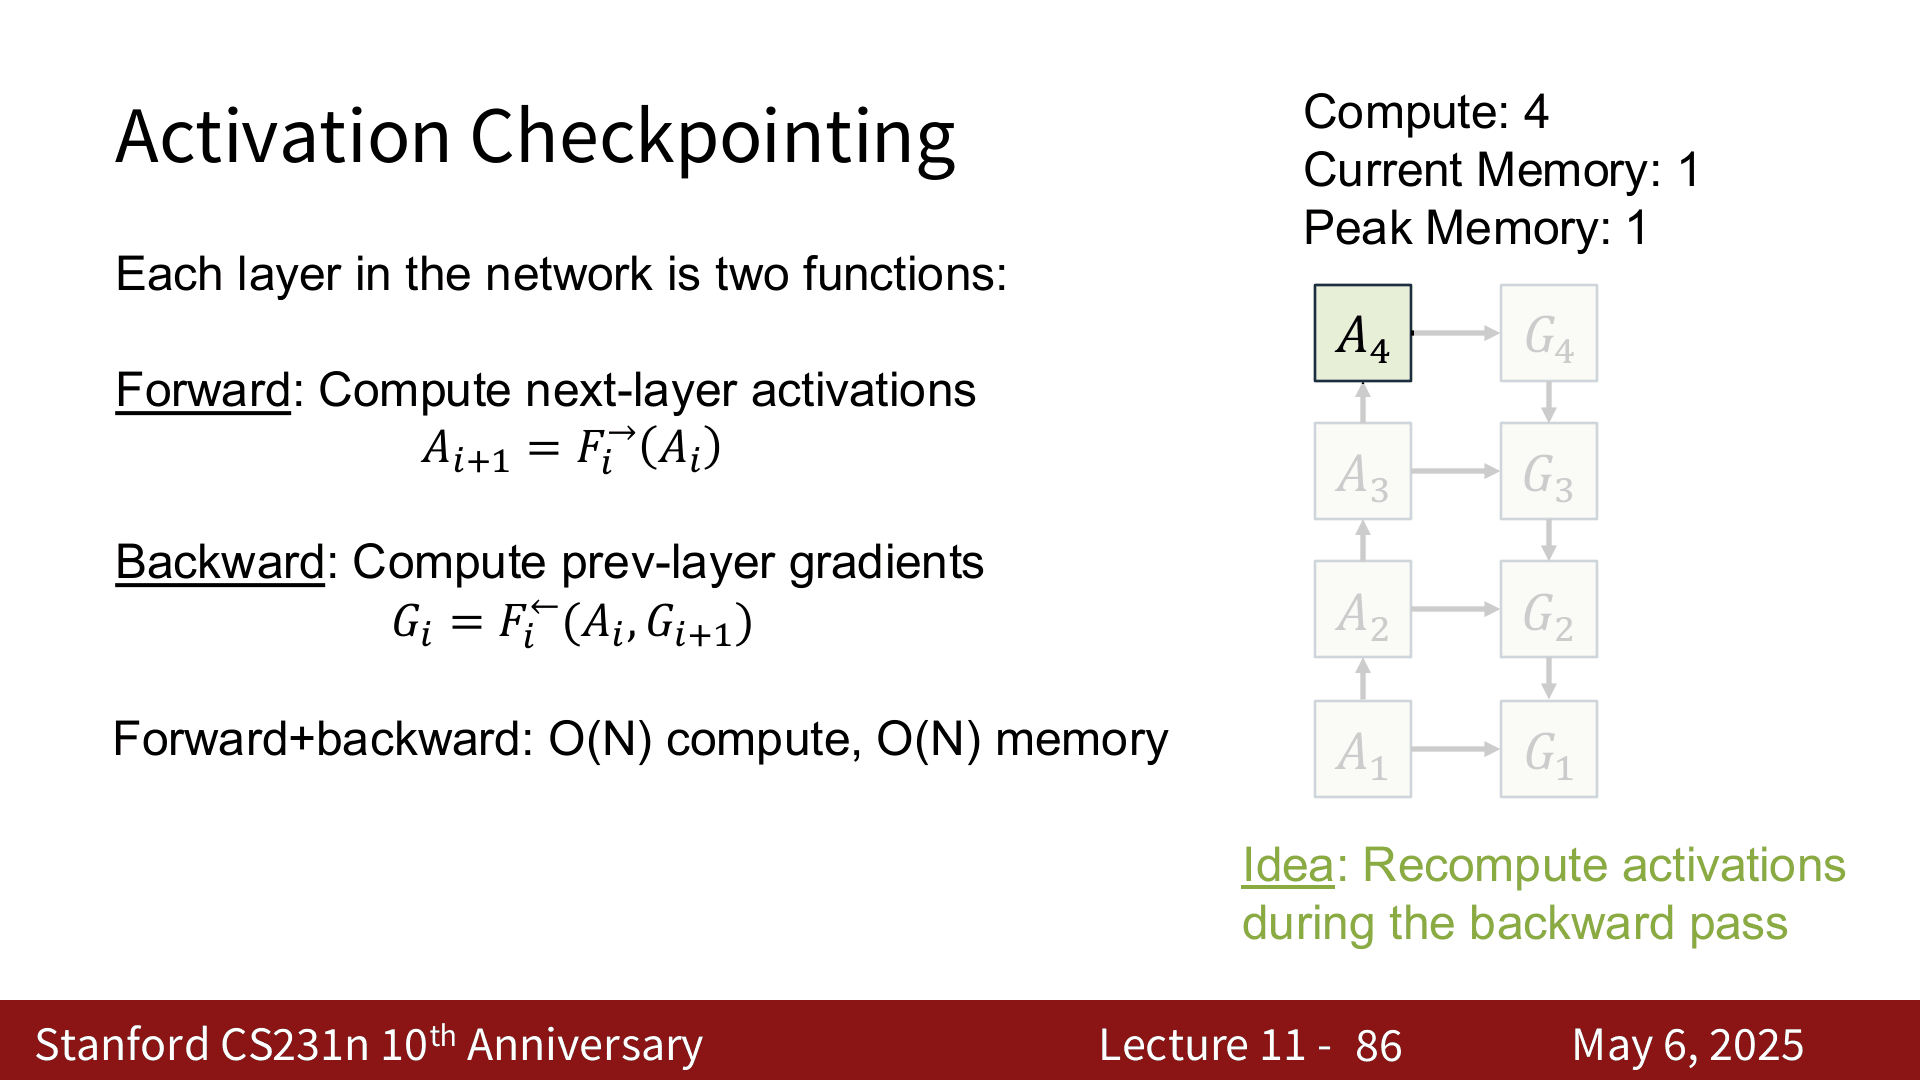 Activation Checkpointing
Each layer in the network is two functions:
Forward: Compute next-layer activations
A_{i+1} = F_i^→(A_i)
Backward: Compute prev-layer gradients
G_i = F_i^←(A_i, G_{i+1})
Forward+backward: O(N) compute, O(N) memory
Compute: 4
Current Memory: 1
Peak Memory: 1
A_4 G_4
A_3 G_3
A_2 G_2
A_1 G_1
Idea: Recompute activations
during the backward pass
Stanford CS231n 10th Anniversary Lecture 11 - 86 May 6, 2025